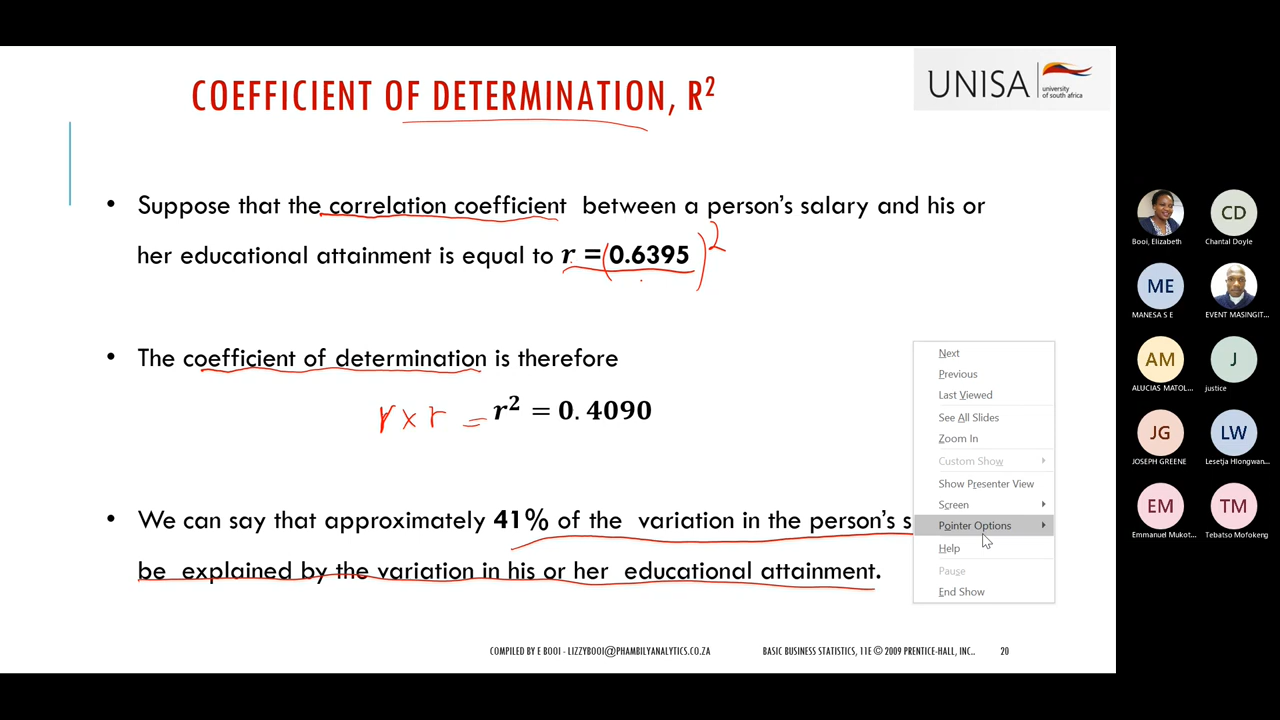 COEFFICIENT OF DETERMINATION, R²
UNISA
university
of south africa
• Suppose that the correlation coefficient between a person's salary and his or
her educational attainment is equal to r = (0.6395)²
• The coefficient of determination is therefore
r × r = r² = 0.4090
• We can say that approximately 41% of the variation in the person's s
be explained by the variation in his or her educational attainment.
Next
Previous
Last Viewed
See All Slides
Zoom In
Custom Show
Show Presenter View
Screen
Pointer Options
Help
Pause
End Show
COMPILED BY E BOOI - LIZZYBOOI@PHAMBILYANALYTICS.CO.ZA
BASIC BUSINESS STATISTICS, 11E © 2009 PRENTICE-HALL, INC..
20
Booi, Elizabeth
CD
Chantal Doyle
ME
MANESA S E
EVENT MASINGIT...
AM
ALUCIAS MATOL...
J
justice
JG
JOSEPH GREENE
LW
Lesetja Hlongwan...
EM
Emmanuel Mukot...
TM
Tebatso Mofokeng